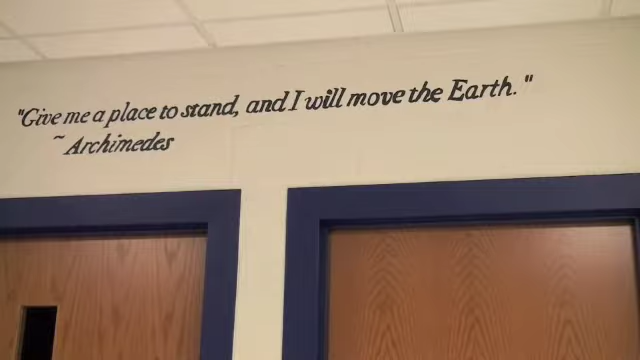 "Give me a place to stand, and I will move the Earth."
~ Archimedes